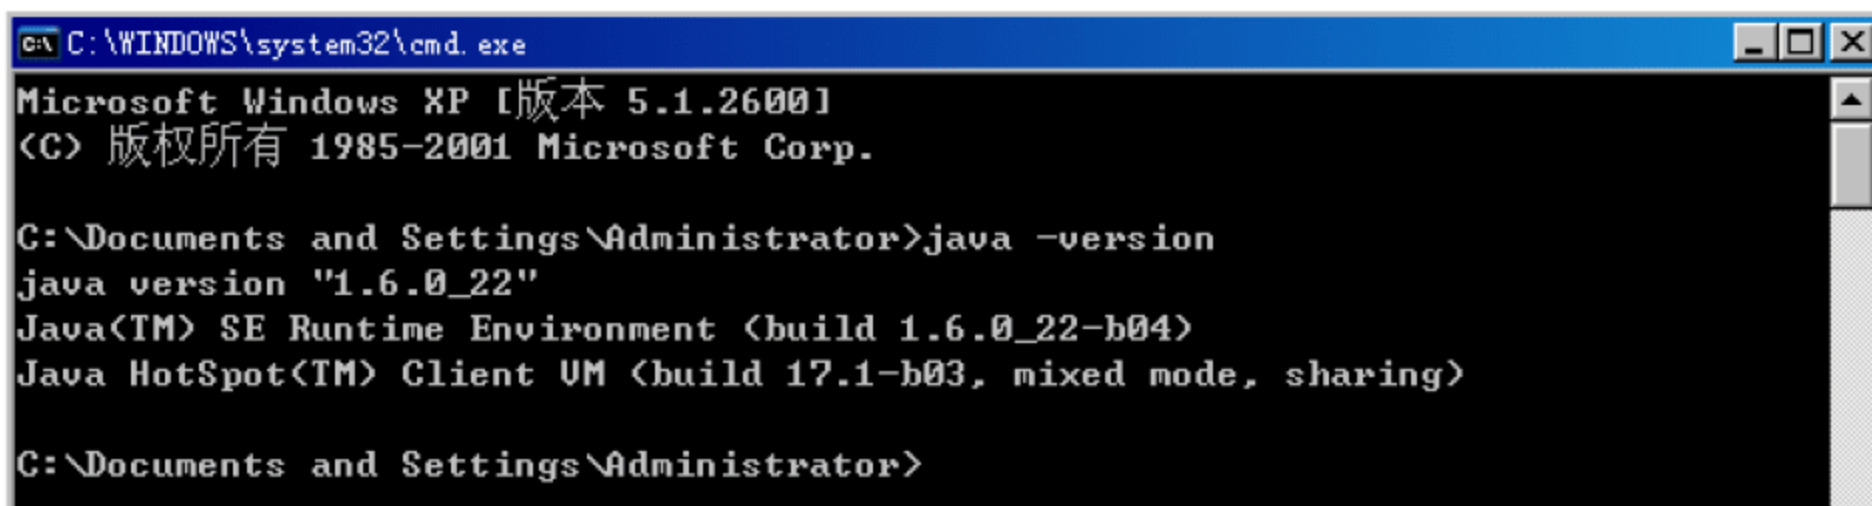 C:\WINDOWS\system32\cmd.exe
Microsoft Windows XP [版本 5.1.2600]
(C) 版权所有 1985-2001 Microsoft Corp.
C:\Documents and Settings\Administrator>java -version
java version "1.6.0_22"
Java(TM) SE Runtime Environment (build 1.6.0_22-b04)
Java HotSpot(TM) Client VM (build 17.1-b03, mixed mode, sharing)
C:\Documents and Settings\Administrator>